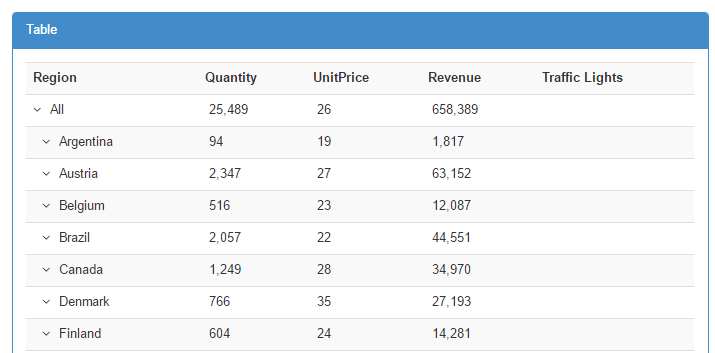 Table
Region Quantity UnitPrice Revenue Traffic Lights
All 25,489 26 658,389
Argentina 94 19 1,817
Austria 2,347 27 63,152
Belgium 516 23 12,087
Brazil 2,057 22 44,551
Canada 1,249 28 34,970
Denmark 766 35 27,193
Finland 604 24 14,281